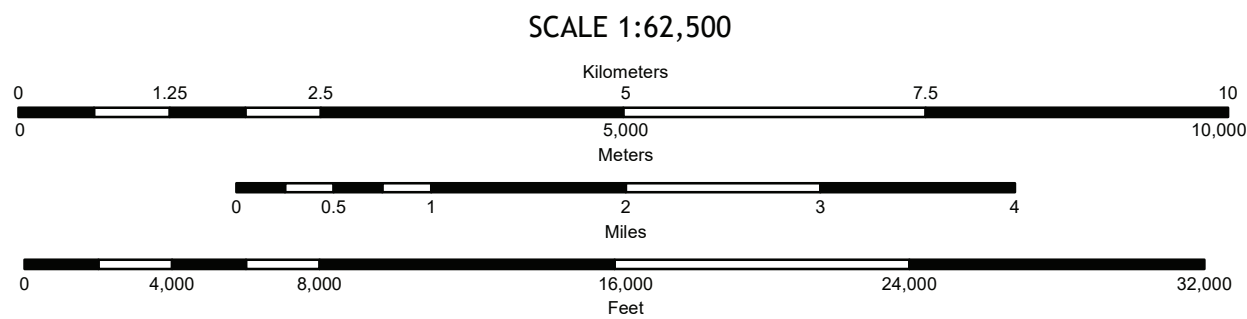 SCALE 1:62,500
Kilometers
0 1.25 2.5 5 7.5 10
0 5,000 10,000
Meters
0 0.5 1 2 3 4
Miles
0 4,000 8,000 16,000 24,000 32,000
Feet